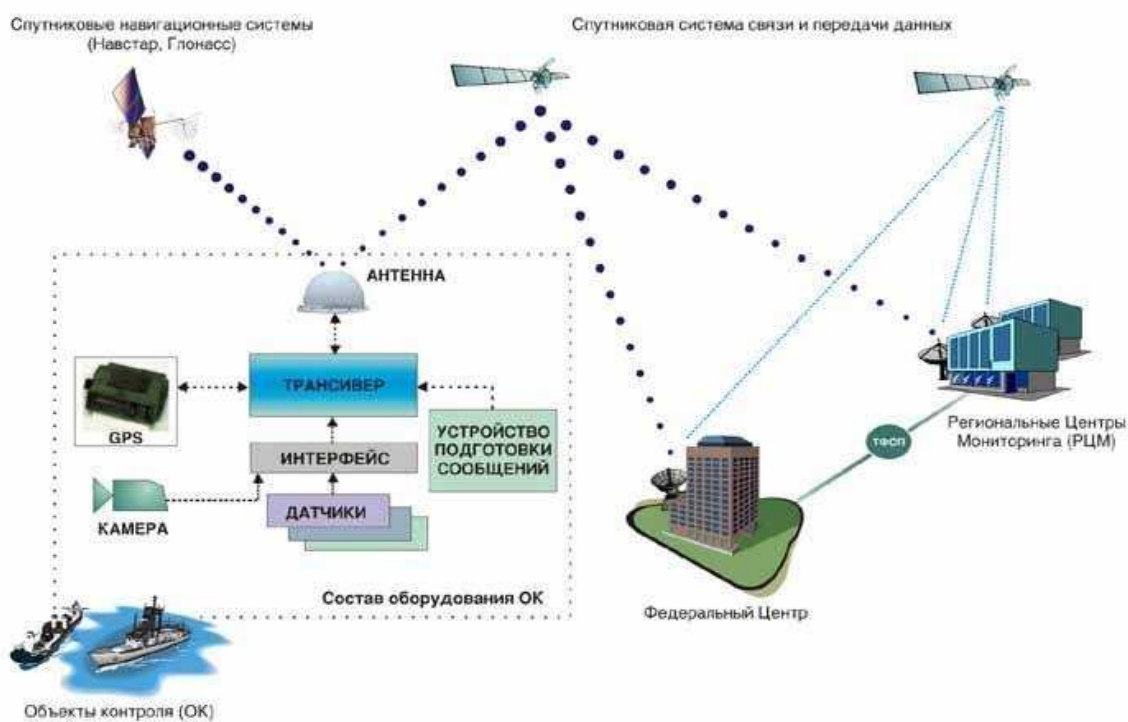 Спутниковые навигационные системы
(Навстар, Глонасс)
Спутниковая система связи и передачи данных
АНТЕННА
ТРАНСИВЕР
GPS
УСТРОЙСТВО
ПОДГОТОВКИ
СООБЩЕНИЙ
ИНТЕРФЕЙС
КАМЕРА
ДАТЧИКИ
Состав оборудования ОК
Объекты контроля (ОК)
Региональные Центры
Мониторинга (РЦМ)
ТФСП
Федеральный Центр